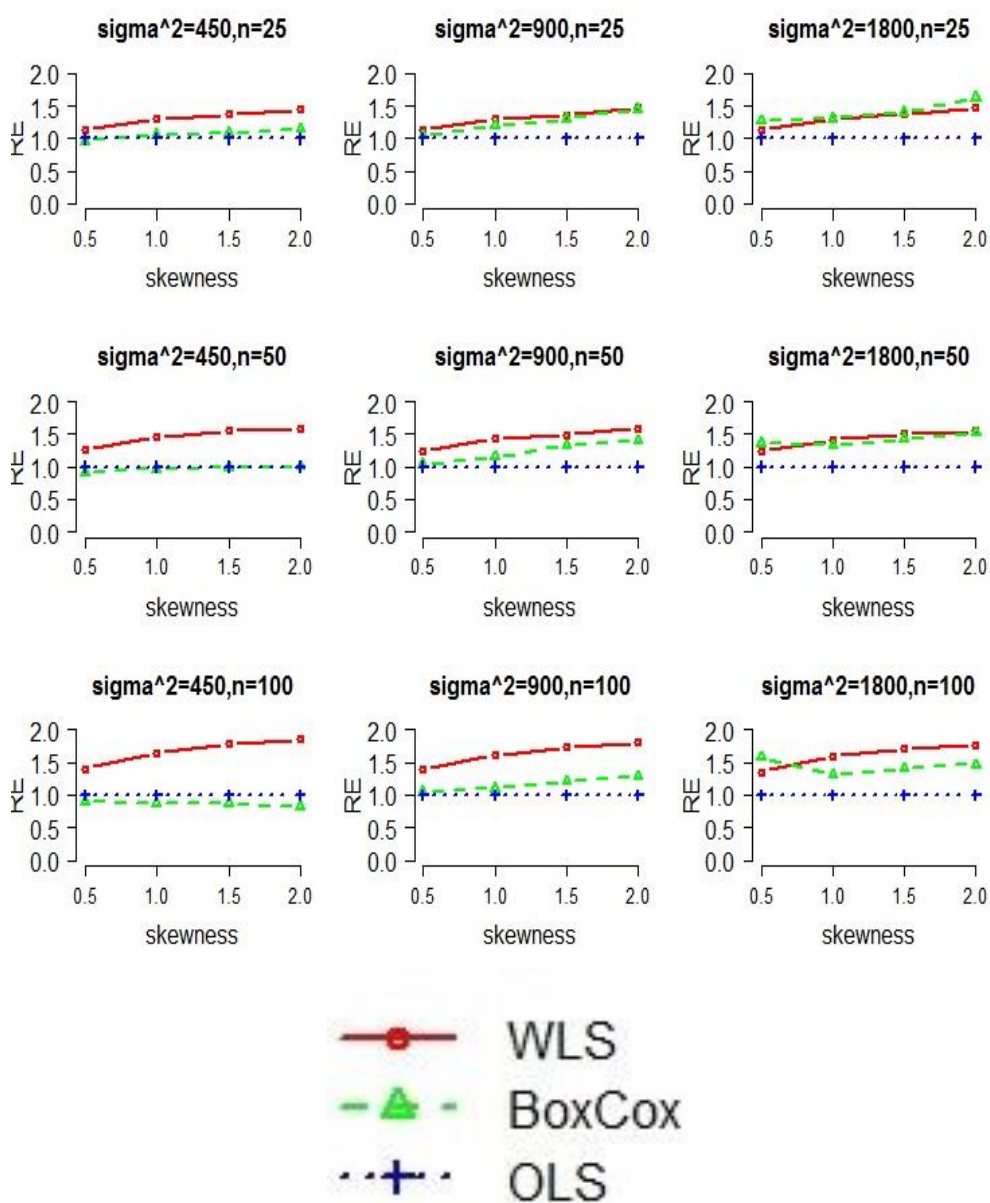 sigma^2=450,n=25
sigma^2=900,n=25
sigma^2=1800,n=25
RE
2.0
1.5
1.0
0.5
0.0
0.5 1.0 1.5 2.0
skewness
RE
2.0
1.5
1.0
0.5
0.0
0.5 1.0 1.5 2.0
skewness
RE
2.0
1.5
1.0
0.5
0.0
0.5 1.0 1.5 2.0
skewness
sigma^2=450,n=50
sigma^2=900,n=50
sigma^2=1800,n=50
RE
2.0
1.5
1.0
0.5
0.0
0.5 1.0 1.5 2.0
skewness
RE
2.0
1.5
1.0
0.5
0.0
0.5 1.0 1.5 2.0
skewness
RE
2.0
1.5
1.0
0.5
0.0
0.5 1.0 1.5 2.0
skewness
sigma^2=450,n=100
sigma^2=900,n=100
sigma^2=1800,n=100
RE
2.0
1.5
1.0
0.5
0.0
0.5 1.0 1.5 2.0
skewness
RE
2.0
1.5
1.0
0.5
0.0
0.5 1.0 1.5 2.0
skewness
RE
2.0
1.5
1.0
0.5
0.0
0.5 1.0 1.5 2.0
skewness
WLS
BoxCox
OLS